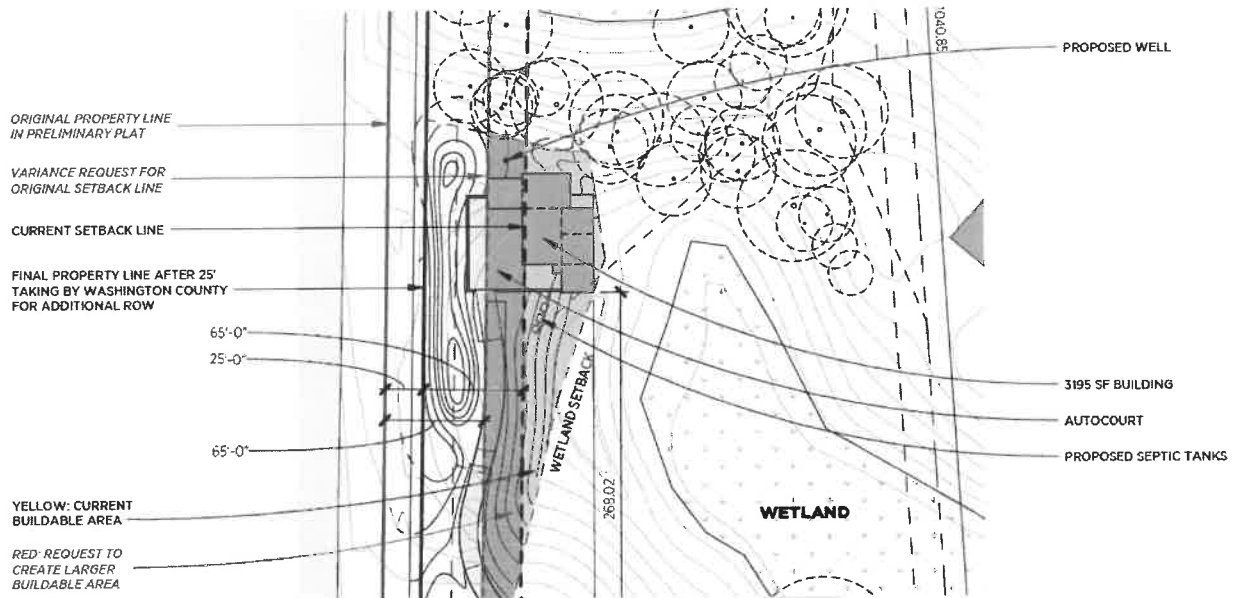 1040.85
PROPOSED WELL
ORIGINAL PROPERTY LINE
IN PRELIMINARY PLAT
VARIANCE REQUEST FOR
ORIGINAL SETBACK LINE
CURRENT SETBACK LINE
FINAL PROPERTY LINE AFTER 25'
TAKING BY WASHINGTON COUNTY
FOR ADDITIONAL ROW
65'-0"
25'-0"
65'-0"
WETLAND SETBACK
268.02
3195 SF BUILDING
AUTOCOURT
PROPOSED SEPTIC TANKS
YELLOW: CURRENT
BUILDABLE AREA
WETLAND
RED: REQUEST TO
CREATE LARGER
BUILDABLE AREA